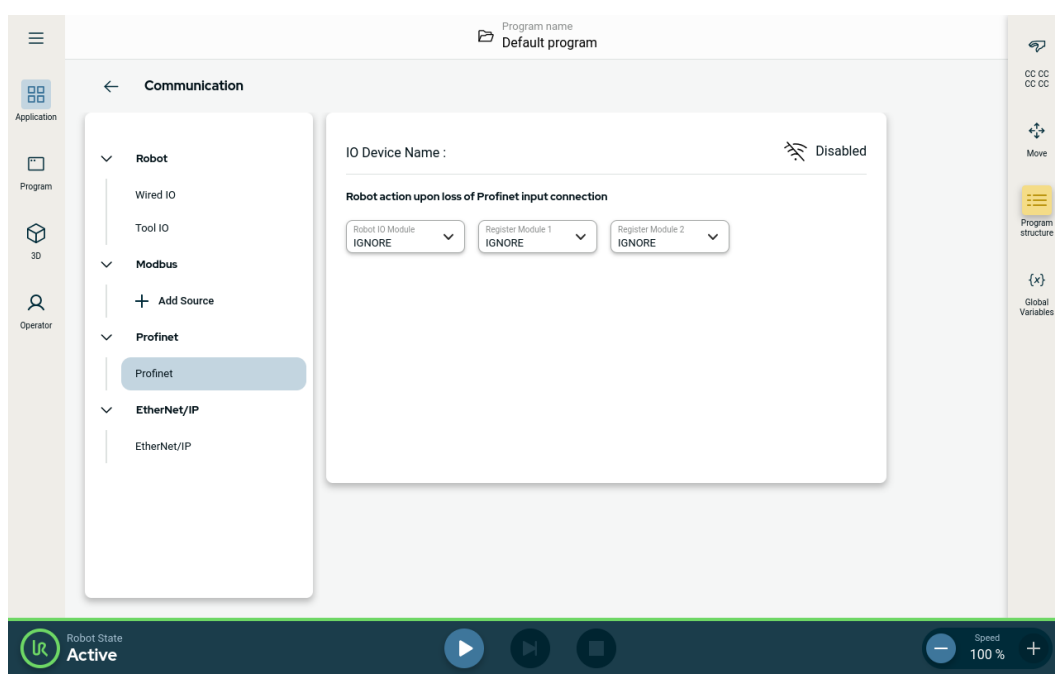 Program name
Default program
Application
Program
3D
Operator
Communication
Robot
Wired IO
Tool IO
Modbus
Add Source
Profinet
Profinet
EtherNet/IP
EtherNet/IP
IO Device Name :
Disabled
Robot action upon loss of Profinet input connection
Robot IO Module
IGNORE
Register Module 1
IGNORE
Register Module 2
IGNORE
CC CC
CC CC
Move
Program
structure
{x}
Global
Variables
UR
Robot State
Active
Speed
100 %